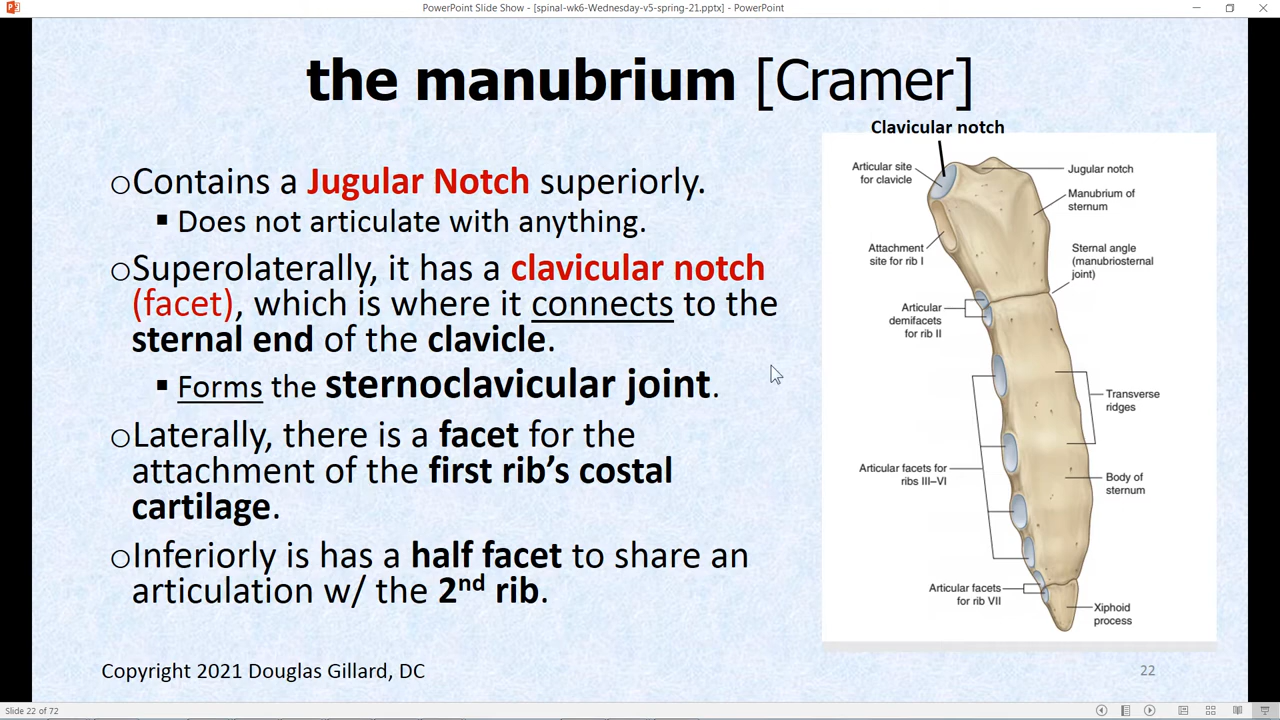 PowerPoint Slide Show - [spinal-wk6-Wednesday-v5-spring-21.pptx] - PowerPoint
the manubrium [Cramer]
oContains a Jugular Notch superiorly.
▪ Does not articulate with anything.
oSuperolaterally, it has a clavicular notch
(facet), which is where it connects to the
sternal end of the clavicle.
▪ Forms the sternoclavicular joint.
oLaterally, there is a facet for the
attachment of the first rib’s costal
cartilage.
oInferiorly is has a half facet to share an
articulation w/ the 2nd rib.
Clavicular notch
Articular site
for clavicle
Attachment
site for rib I
Articular
demifacets
for rib II
Articular facets for
ribs III–VI
Articular facets
for rib VII
Jugular notch
Manubrium of
sternum
Sternal angle
(manubriosternal
joint)
Transverse
ridges
Body of
sternum
Xiphoid
process
Copyright 2021 Douglas Gillard, DC
22
Slide 22 of 72